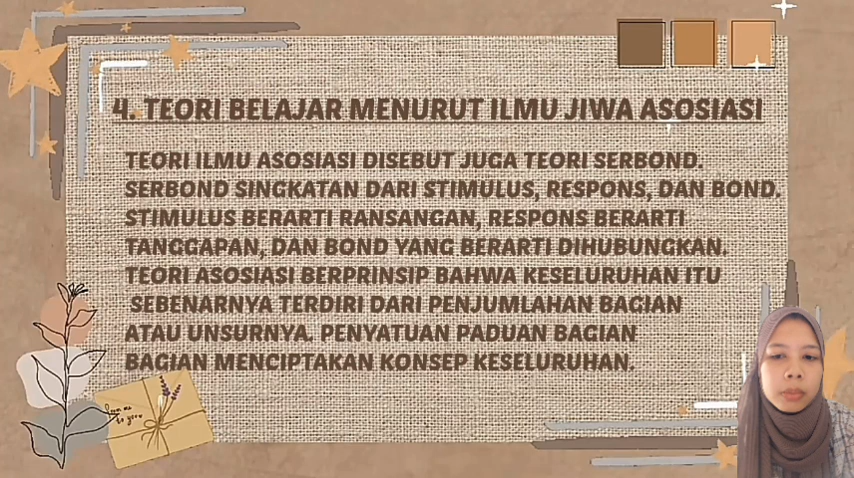 4. TEORI BELAJAR MENURUT ILMU JIWA ASOSIASI
TEORI ILMU ASOSIASI DISEBUT JUGA TEORI SERBOND.
SERBOND SINGKATAN DARI STIMULUS, RESPONS, DAN BOND.
STIMULUS BERARTI RANSANGAN, RESPONS BERARTI
TANGGAPAN, DAN BOND YANG BERARTI DIHUBUNGKAN.
TEORI ASOSIASI BERPRINSIP BAHWA KESELURUHAN ITU
SEBENARNYA TERDIRI DARI PENJUMLAHAN BAGIAN
ATAU UNSURNYA. PENYATUAN PADUAN BAGIAN
BAGIAN MENCIPTAKAN KONSEP KESELURUHAN.